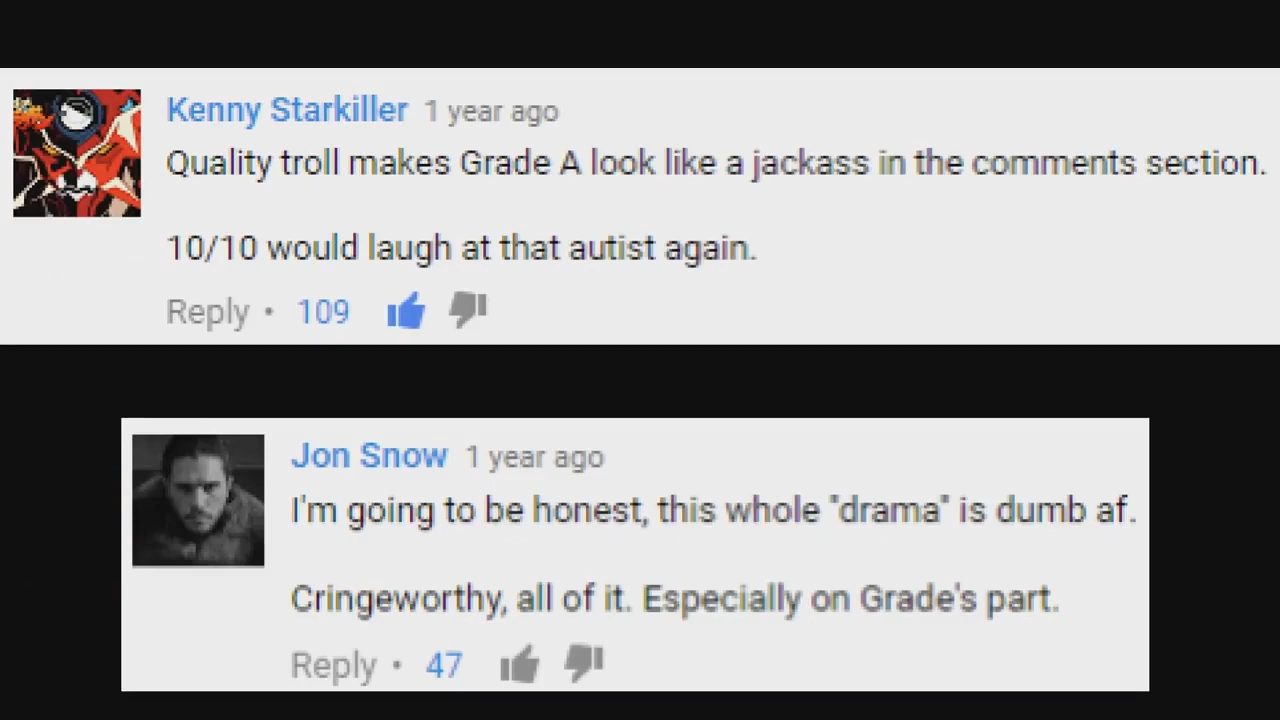 Kenny Starkiller 1 year ago
Quality troll makes Grade A look like a jackass in the comments section.
10/10 would laugh at that autist again.
Reply • 109
Jon Snow 1 year ago
I'm going to be honest, this whole "drama" is dumb af.
Cringeworthy, all of it. Especially on Grade's part.
Reply • 47